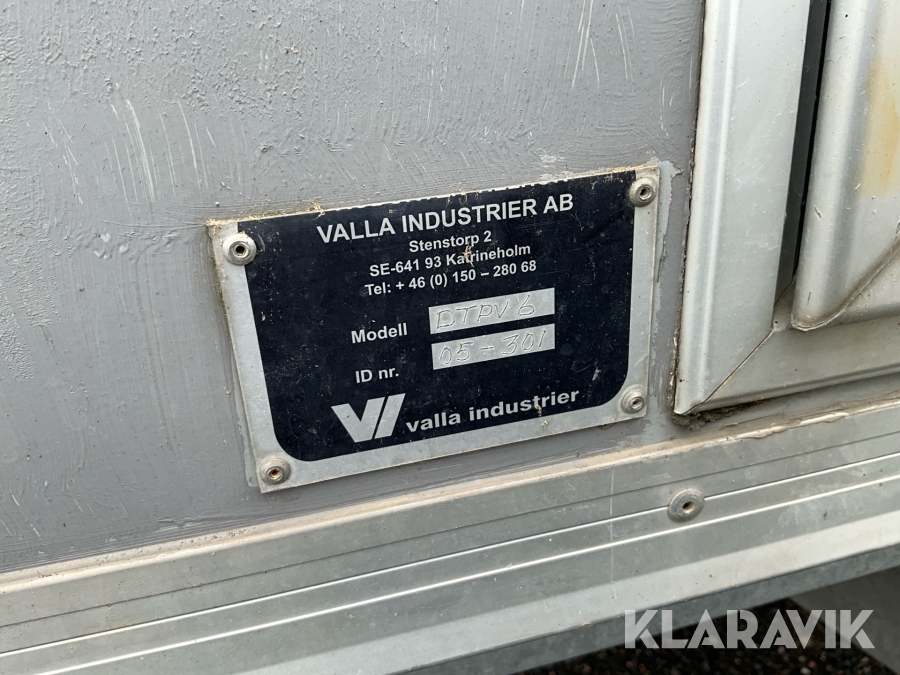 VALLA INDUSTRIER AB
Stenstorp 2
SE-641 93 Katrineholm
Tel: + 46 (0) 150 – 280 68
Modell DTPV 6
ID nr. 05-301
VI valla industrier
KLARAVIK